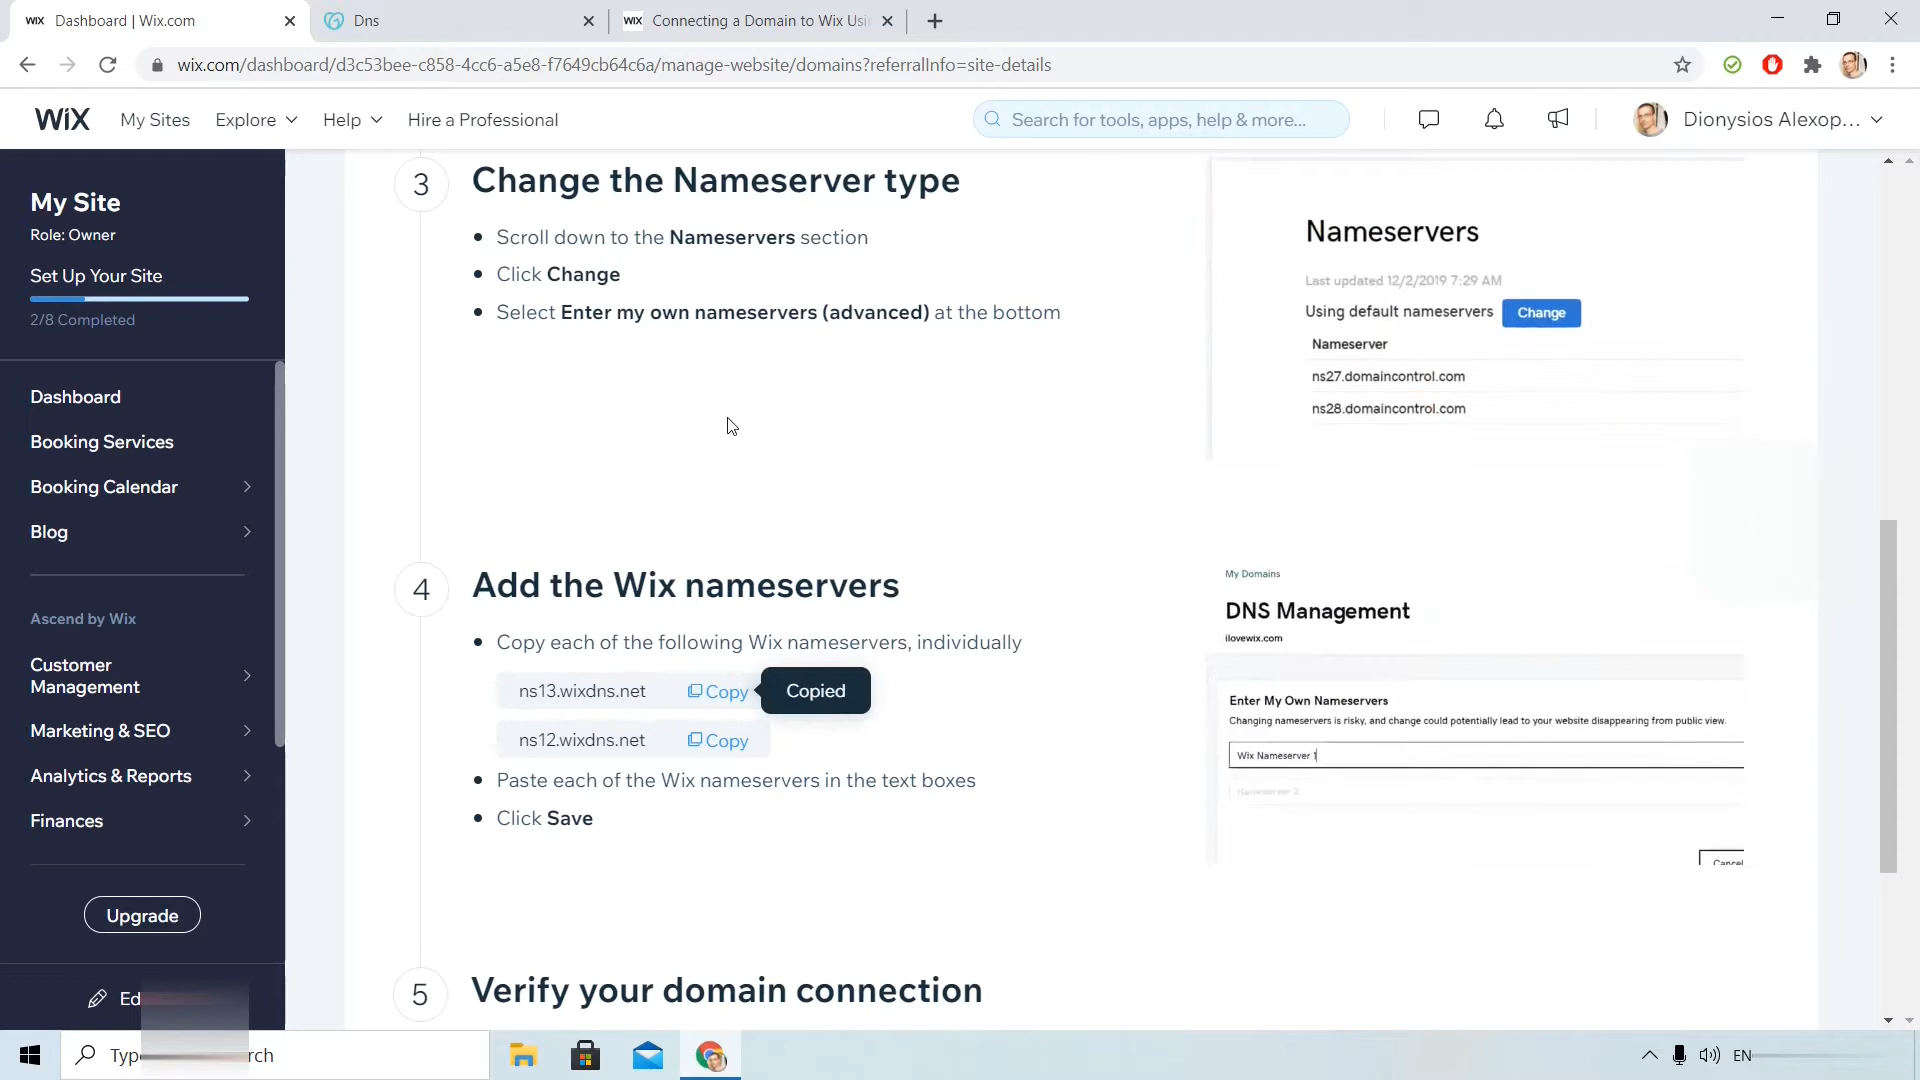 WIX Dashboard | Wix.com
Dns
WIX Connecting a Domain to Wix Usi
wix.com/dashboard/d3c53bee-c858-4cc6-a5e8-f7649cb64c6a/manage-website/domains?referralInfo=site-details
WIX My Sites Explore Help Hire a Professional
Search for tools, apps, help & more...
Dionysios Alexop...
My Site
Role: Owner
Set Up Your Site
2/8 Completed
Dashboard
Booking Services
Booking Calendar
Blog
Ascend by Wix
Customer
Management
Marketing & SEO
Analytics & Reports
Finances
Upgrade
Ed
3 Change the Nameserver type
• Scroll down to the Nameservers section
• Click Change
• Select Enter my own nameservers (advanced) at the bottom
Nameservers
Last updated 12/2/2019 7:29 AM
Using default nameservers Change
Nameserver
ns27.domaincontrol.com
ns28.domaincontrol.com
4 Add the Wix nameservers
• Copy each of the following Wix nameservers, individually
ns13.wixdns.net Copy Copied
ns12.wixdns.net Copy
• Paste each of the Wix nameservers in the text boxes
• Click Save
My Domains
DNS Management
ilovewix.com
Enter My Own Nameservers
Changing nameservers is risky, and change could potentially lead to your website disappearing from public view.
Wix Nameserver 1
Nameserver 2
Cancel
5 Verify your domain connection
Typ rch
EN